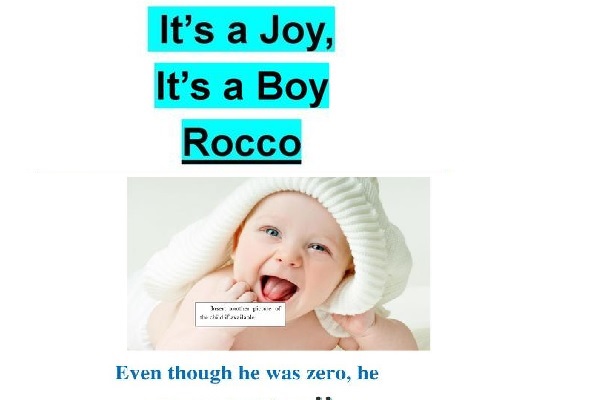 It's a Joy,
It's a Boy
Rocco
Insert another picture of
the child if available
Even though he was zero, he